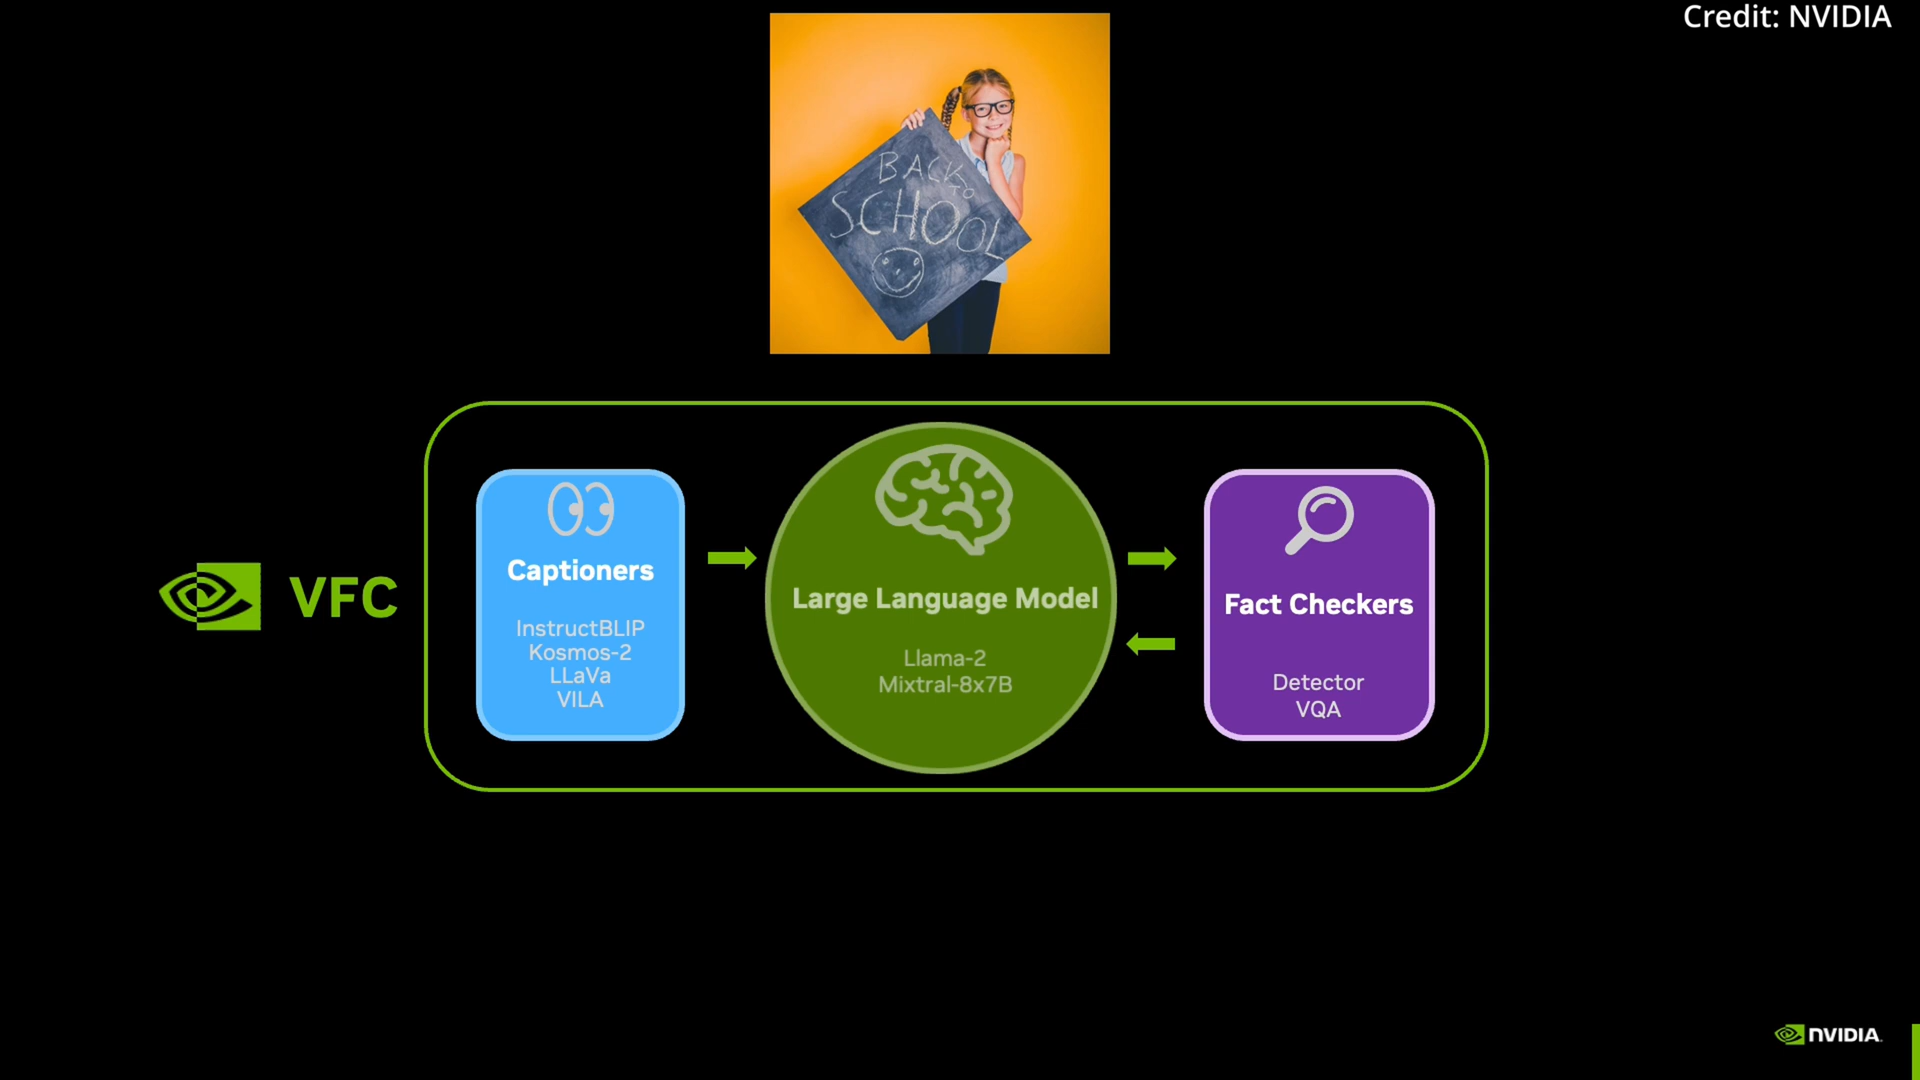 Credit: NVIDIA
BACK
TO
SCHOOL
VFC
Captioners
InstructBLIP
Kosmos-2
LLaVa
VILA
Large Language Model
Llama-2
Mixtral-8x7B
Fact Checkers
Detector
VQA
NVIDIA.